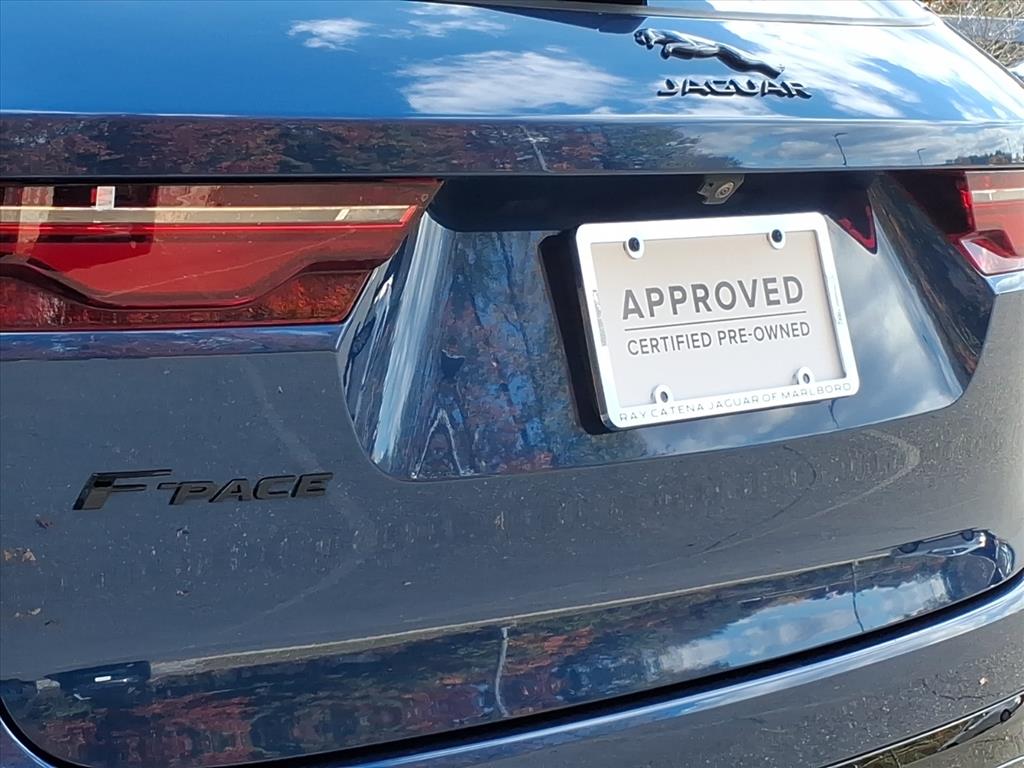 JAGUAR
APPROVED
CERTIFIED PRE-OWNED
RAY CATENA JAGUAR OF MARLBORO
F-PACE